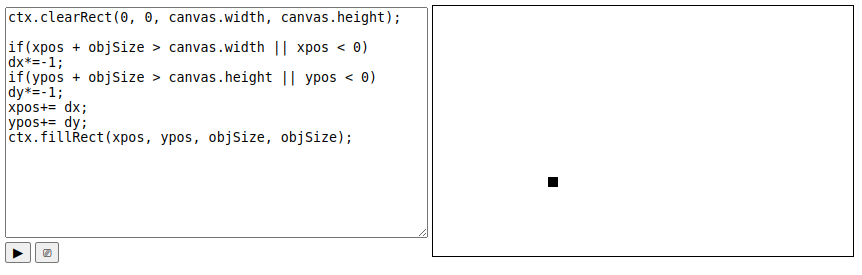 ctx.clearRect(0, 0, canvas.width, canvas.height);
if(xpos + objSize > canvas.width || xpos < 0)
dx*=-1;
if(ypos + objSize > canvas.height || ypos < 0)
dy*=-1;
xpos+= dx;
ypos+= dy;
ctx.fillRect(xpos, ypos, objSize, objSize);